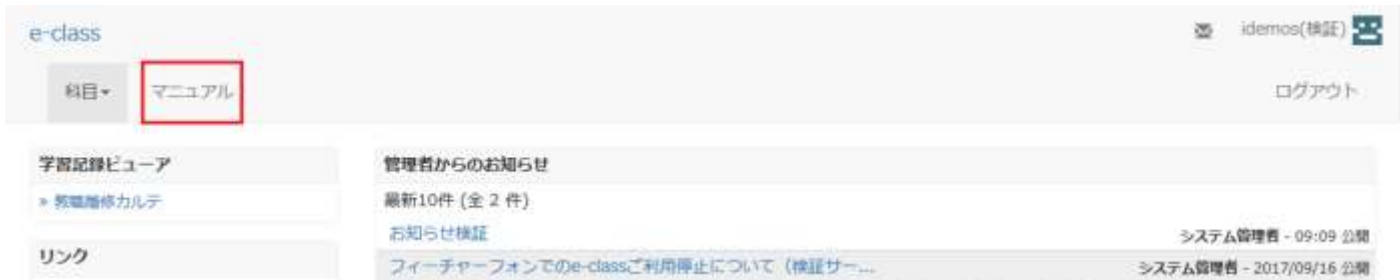 e-class
idemos(検証)
科目▾ マニュアル
ログアウト
学習記録ビューア
» 教職履修カルテ
リンク
管理者からのお知らせ
最新10件 (全 2 件)
お知らせ検証
システム管理者 - 09:09 公開
フィーチャーフォンでのe-classご利用停止について（検証サー...
システム管理者 - 2017/09/16 公開